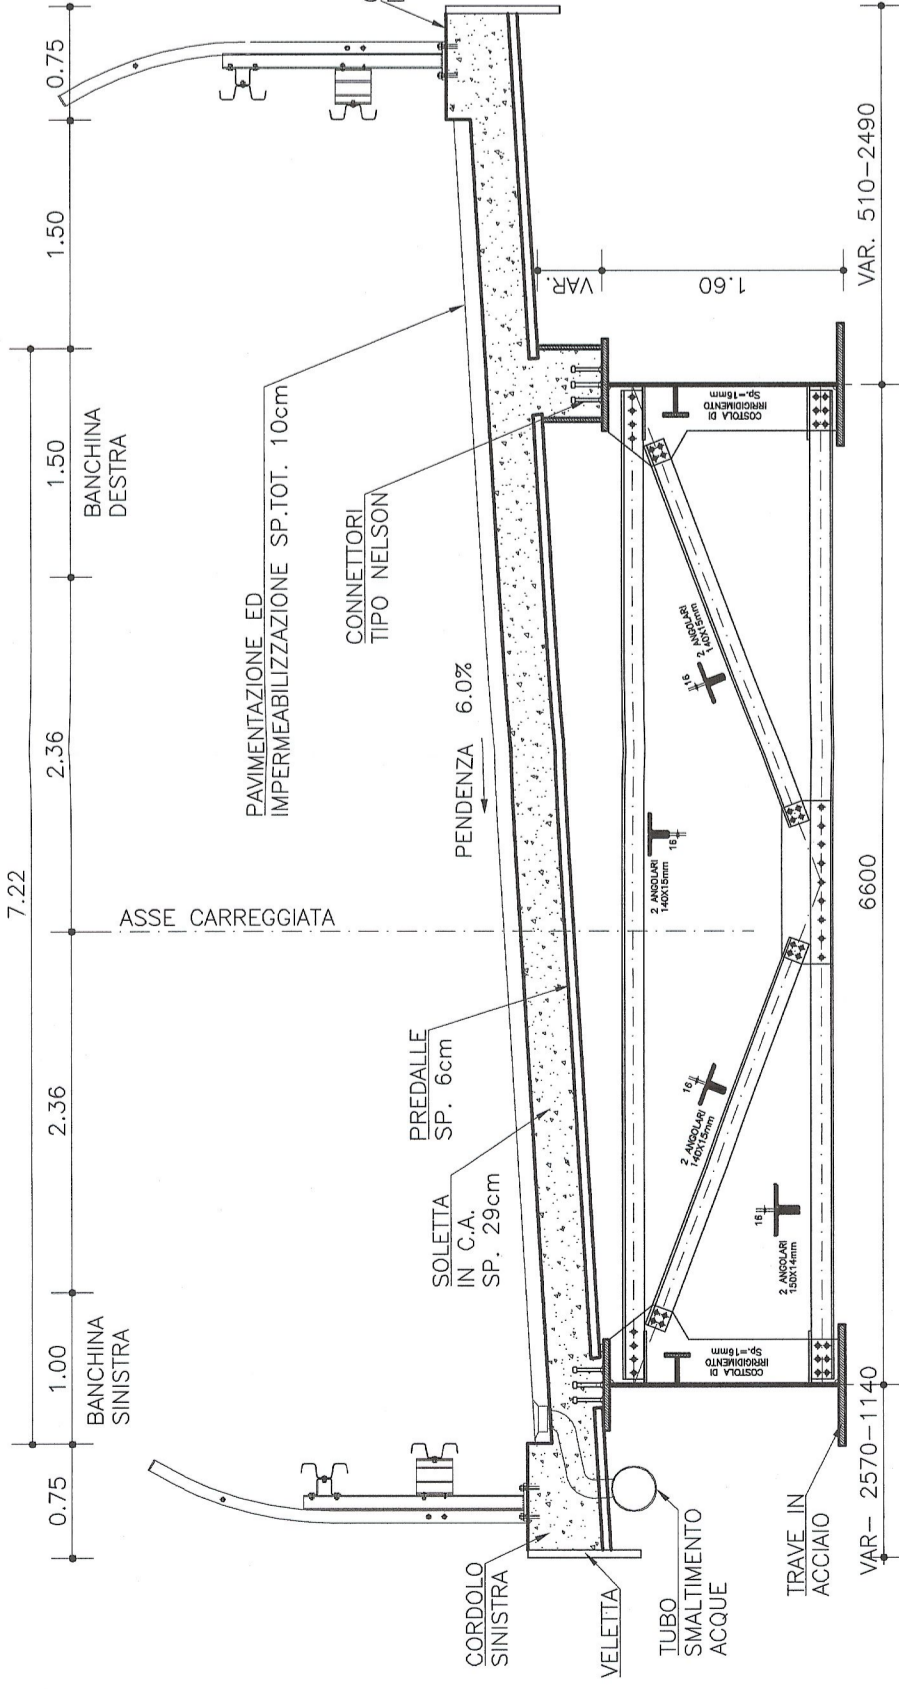 7.22
0.75
1.00
2.36
2.36
1.50
1.50
0.75
BANCHINA
SINISTRA
BANCHINA
DESTRA
ASSE CARREGGIATA
PAVIMENTAZIONE ED
IMPERMEABILIZZAZIONE SP.TOT. 10cm
CONNETTORI
TIPO NELSON
PENDENZA 6.0%
PREDALLE
SP. 6cm
SOLETTA
IN C.A.
SP. 29cm
CORDOLO
SINISTRA
VELETTA
TUBO
SMALTIMENTO
ACQUE
TRAVE IN
ACCIAIO
COSTOLA DI
IRRIGIDIMENTO
Sp.=16mm
2 ANGOLARI
150X14mm
16
2 ANGOLARI
140X15mm
16
2 ANGOLARI
140X15mm
16
2 ANGOLARI
140X15mm
16
COSTOLA DI
IRRIGIDIMENTO
Sp.=16mm
VAR.
1.60
VAR- 2570-1140
6600
VAR. 510-2490